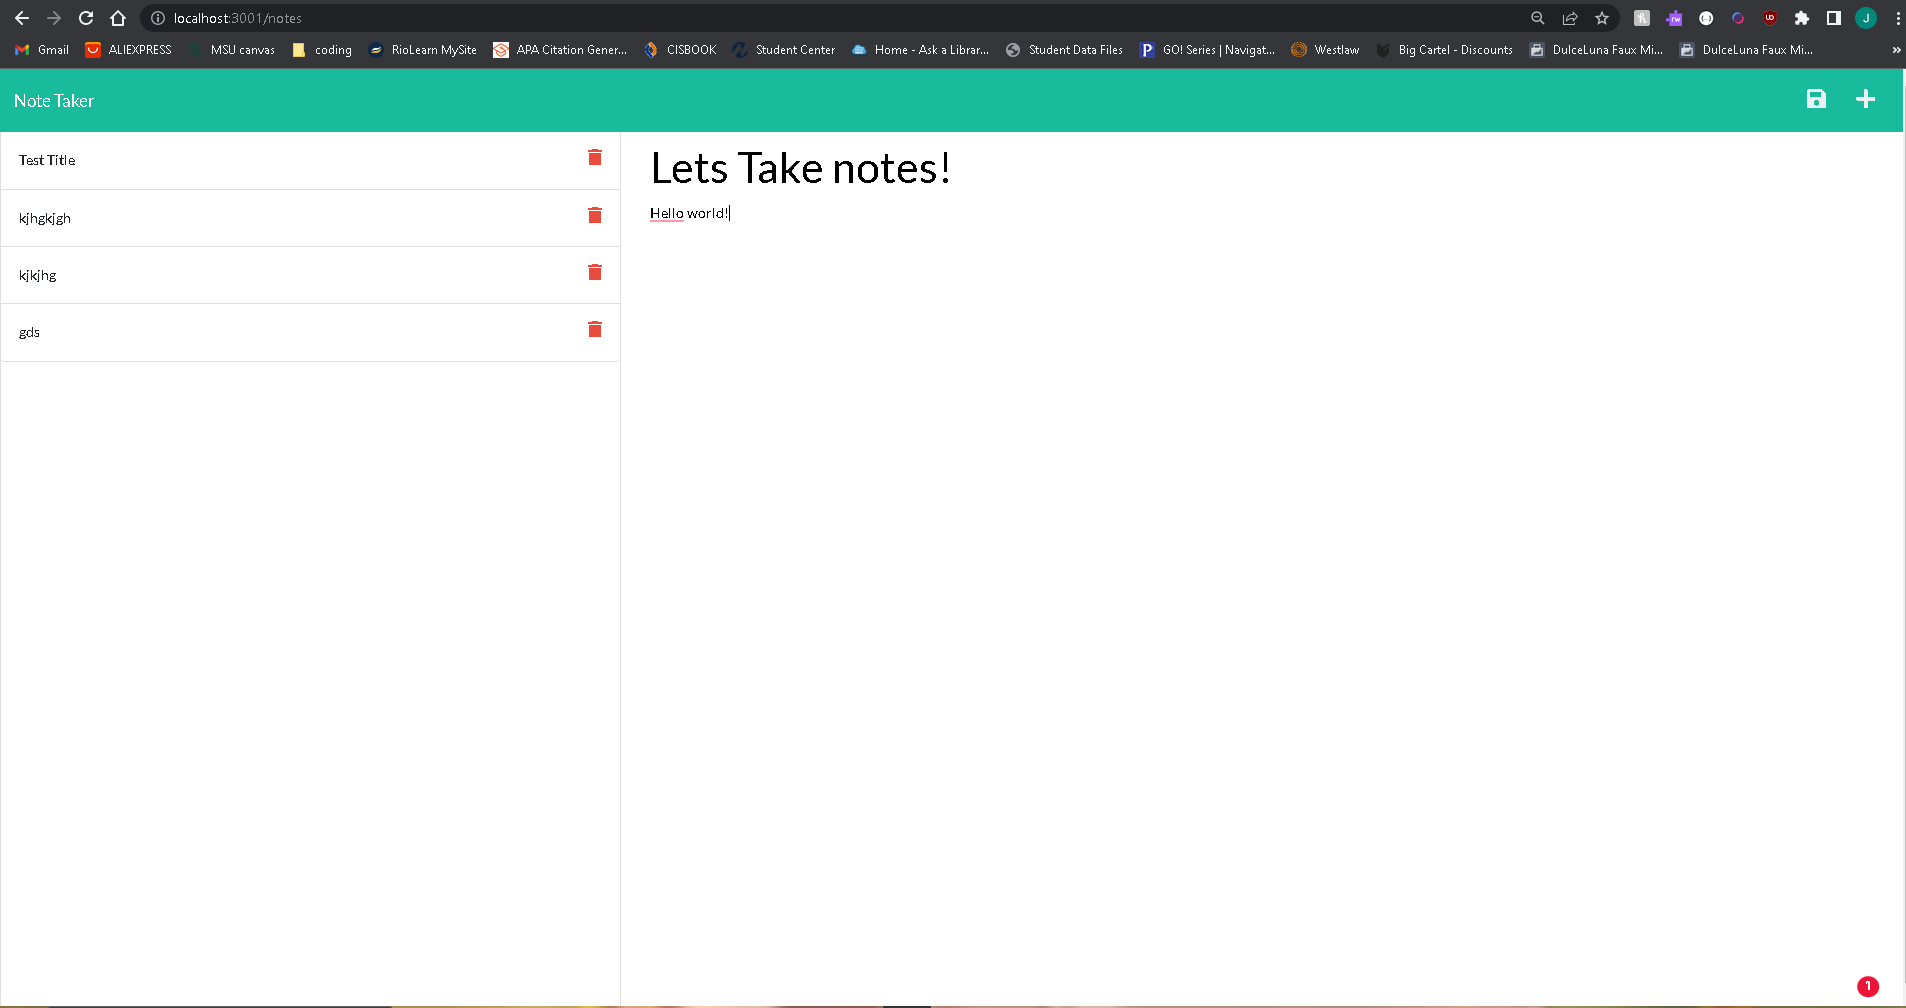 localhost:3001/notes
Gmail ALIEXPRESS MSU canvas coding RioLearn MySite APA Citation Gener... CISBOOK Student Center Home - Ask a Librar... Student Data Files GO! Series | Navigat... Westlaw Big Cartel - Discounts DulceLuna Faux Mi... DulceLuna Faux Mi... »
Note Taker
Test Title
kjhgkjgh
kjkjhg
gds
Lets Take notes!
Hello world!
1